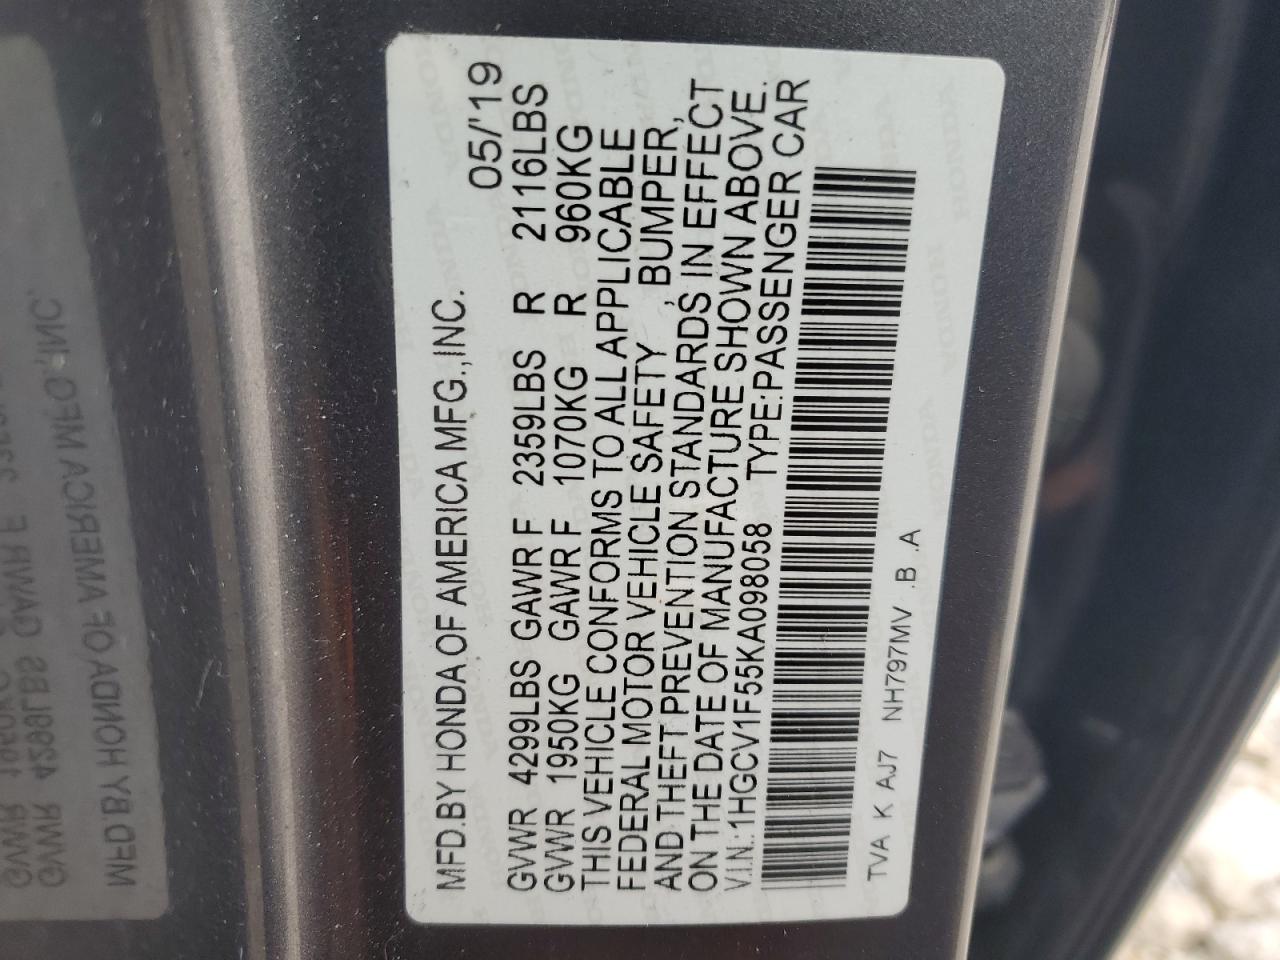 MFD.BY HONDA OF AMERICA MFG.,INC. 05/'19
GVWR 4299LBS GAWR F 2359LBS R 2116LBS
GVWR 1950KG GAWR F 1070KG R 960KG
THIS VEHICLE CONFORMS TO ALL APPLICABLE
FEDERAL MOTOR VEHICLE SAFETY, BUMPER,
AND THEFT PREVENTION STANDARDS IN EFFECT
ON THE DATE OF MANUFACTURE SHOWN ABOVE.
V.I.N.:1HGCV1F55KA098058 TYPE:PASSENGER CAR
TVA K AJ7 NH797MV .B .A